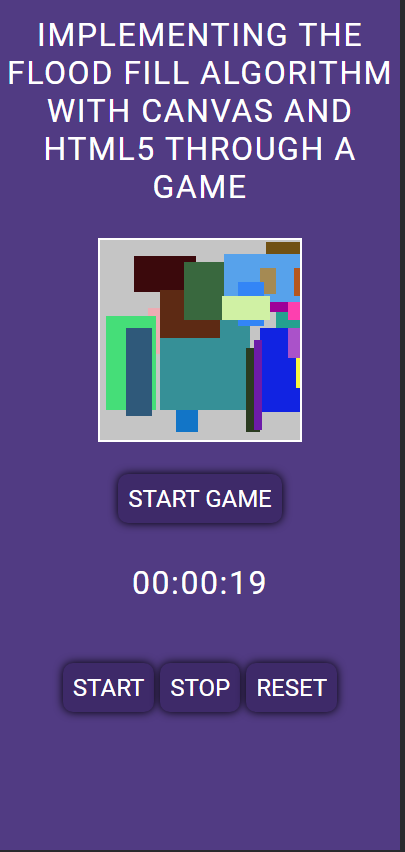 IMPLEMENTING THE
FLOOD FILL ALGORITHM
WITH CANVAS AND
HTML5 THROUGH A
GAME
START GAME
00:00:19
START STOP RESET